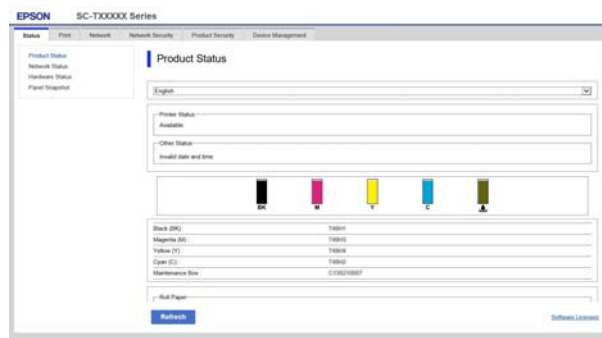 EPSON SC-TXXXXX Series
Status Print Network Network Security Product Security Device Management
Product Status
Network Status
Hardware Status
Panel Snapshot
Product Status
English
Printer Status
Available
Other Status
Invalid date and time.
BK M Y C
Black (BK) :
Magenta (M) :
Yellow (Y) :
Cyan (C) :
Maintenance Box :
Roll Paper
Refresh
Software Licenses